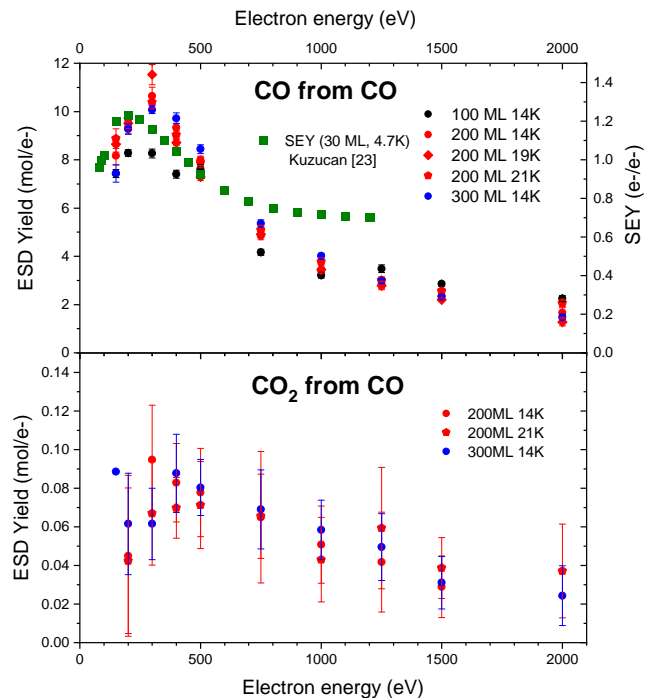 Electron energy (eV)
0 500 1000 1500 2000
12
10
8
6
4
2
0
ESD Yield (mol/e-)
CO from CO
SEY (30 ML, 4.7K)
Kuzucan [23]
100 ML 14K
200 ML 14K
200 ML 19K
200 ML 21K
300 ML 14K
1.4
1.2
1.0
0.8
0.6
0.4
0.2
0.0
SEY (e-/e-)
0.14
0.12
0.10
0.08
0.06
0.04
0.02
0.00
ESD Yield (mol/e-)
CO₂ from CO
200ML 14K
200ML 21K
300ML 14K
0 500 1000 1500 2000
Electron energy (eV)